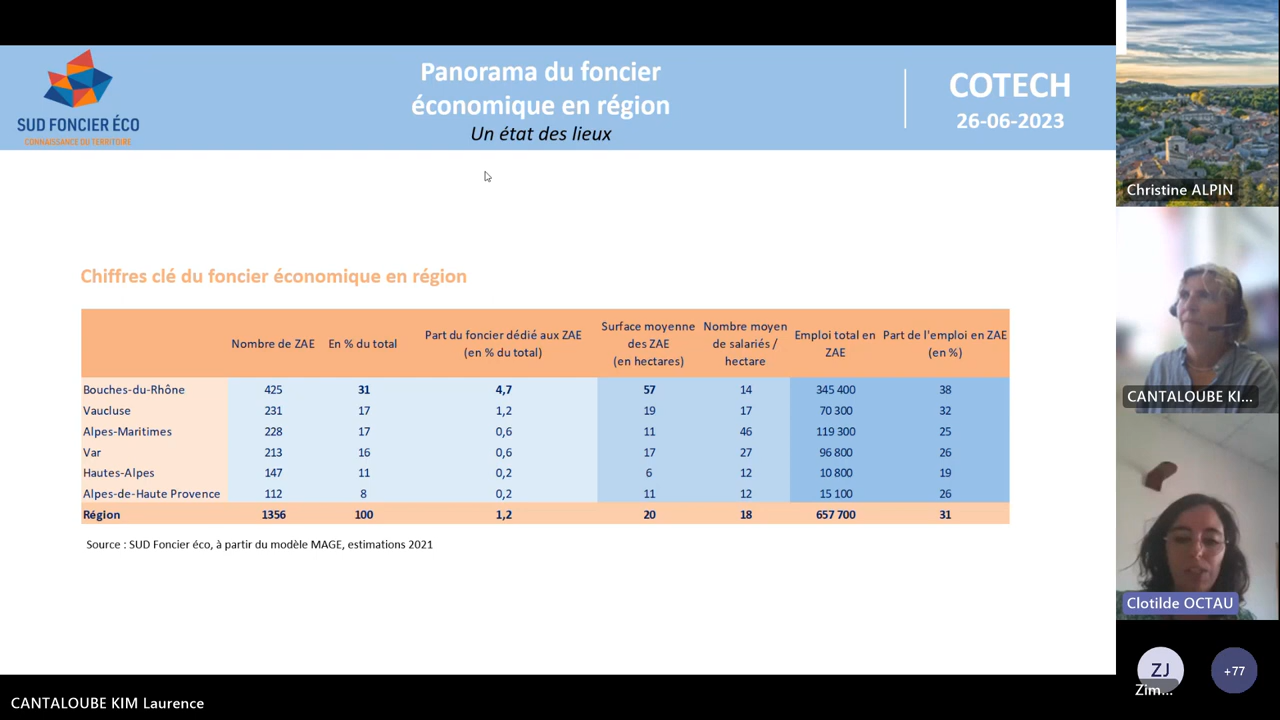 Panorama du foncier
économique en région
Un état des lieux
COTECH
26-06-2023
SUD FONCIER ÉCO
CONNAISSANCE DU TERRITOIRE
Chiffres clé du foncier économique en région
Nombre de ZAE En % du total Part du foncier dédié aux ZAE (en % du total) Surface moyenne des ZAE (en hectares) Nombre moyen de salariés / hectare Emploi total en ZAE Part de l'emploi en ZAE (en %)
Bouches-du-Rhône 425 31 4,7 57 14 345 400 38
Vaucluse 231 17 1,2 19 17 70 300 32
Alpes-Maritimes 228 17 0,6 11 46 119 300 25
Var 213 16 0,6 17 27 96 800 26
Hautes-Alpes 147 11 0,2 6 12 10 800 19
Alpes-de-Haute Provence 112 8 0,2 11 12 15 100 26
Région 1356 100 1,2 20 18 657 700 31
Source : SUD Foncier éco, à partir du modèle MAGE, estimations 2021
Christine ALPIN
CANTALOUBE KI...
Clotilde OCTAU
ZJ
Zim...
+77
CANTALOUBE KIM Laurence